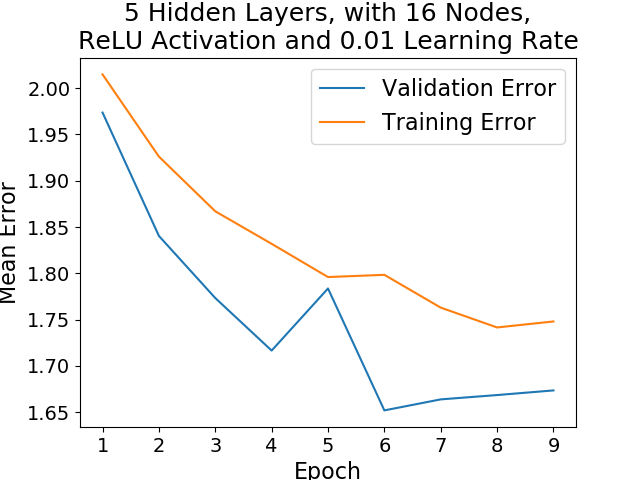 5 Hidden Layers, with 16 Nodes,
ReLU Activation and 0.01 Learning Rate
Validation Error
Training Error
2.00
1.95
1.90
1.85
1.80
1.75
1.70
1.65
Mean Error
1 2 3 4 5 6 7 8 9
Epoch